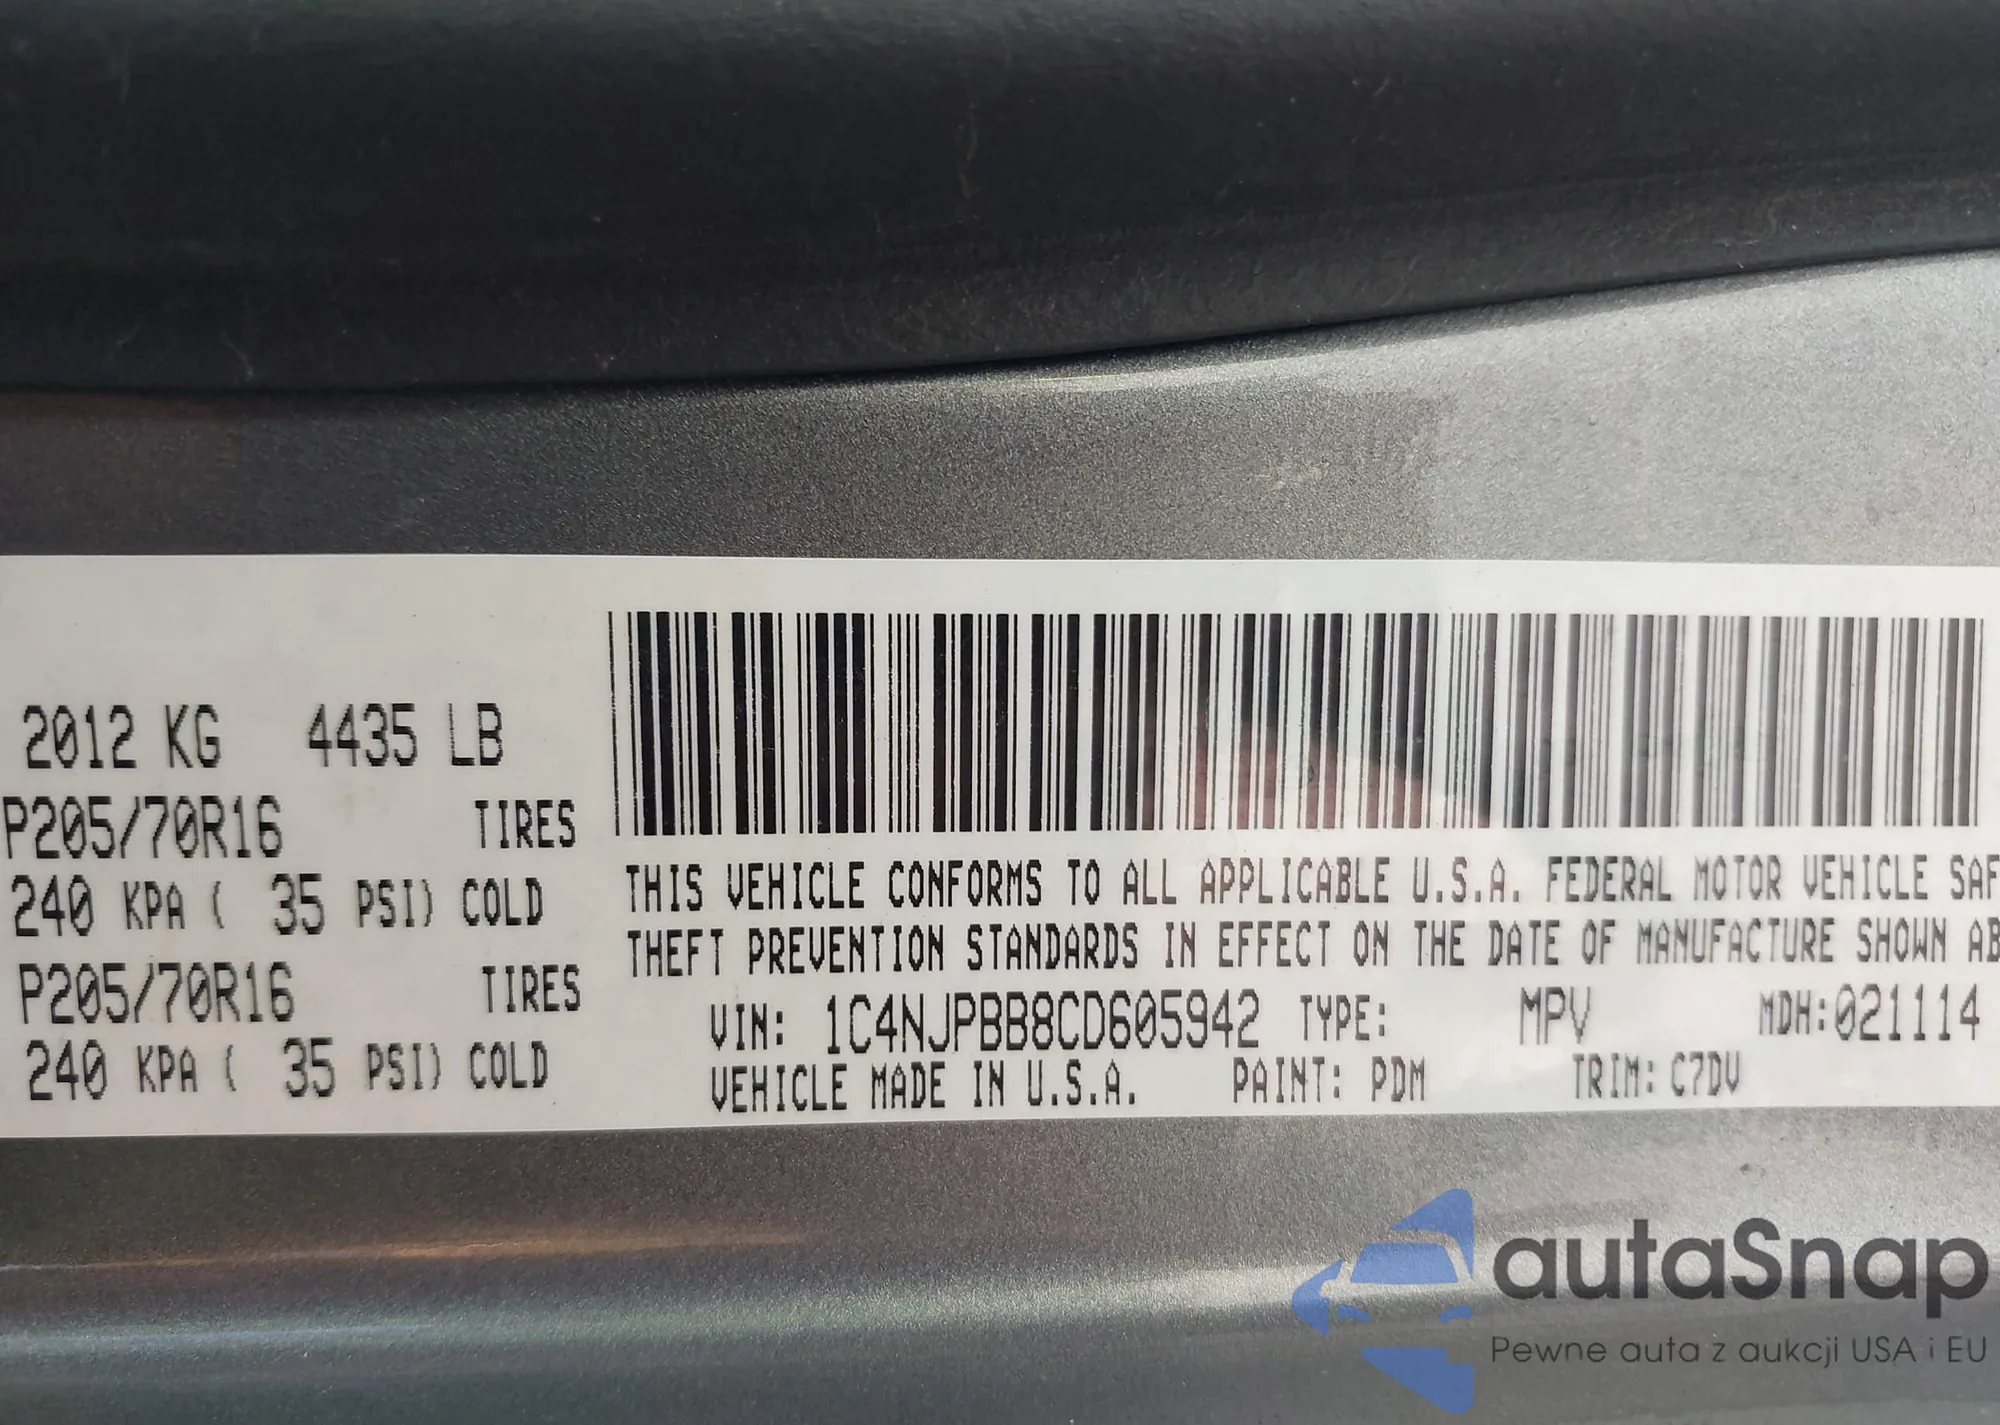 2012 KG 4435 LB
P205/70R16 TIRES
240 KPA ( 35 PSI) COLD
P205/70R16 TIRES
240 KPA ( 35 PSI) COLD
THIS VEHICLE CONFORMS TO ALL APPLICABLE U.S.A. FEDERAL MOTOR VEHICLE SAF
THEFT PREVENTION STANDARDS IN EFFECT ON THE DATE OF MANUFACTURE SHOWN AB
VIN: 1C4NJPBB8CD605942 TYPE: MPV MDH:021114
VEHICLE MADE IN U.S.A. PAINT: PDM TRIM: C7DV
autaSnap
Pewne auta z aukcji USA i EU